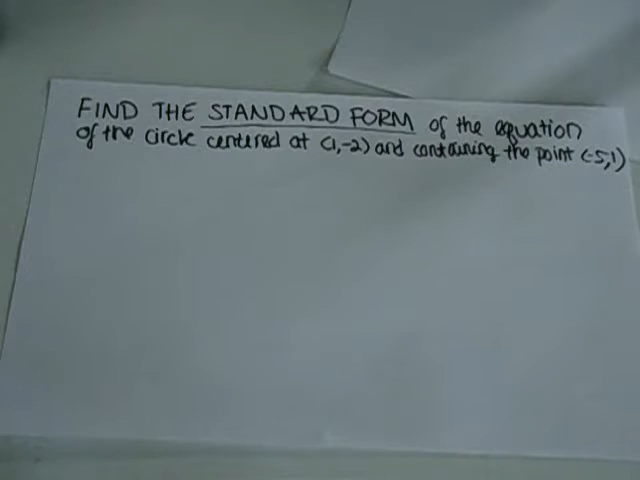 FIND THE STANDARD FORM of the equation
of the circle centered at (1,-2) and containing the point (-5,1)